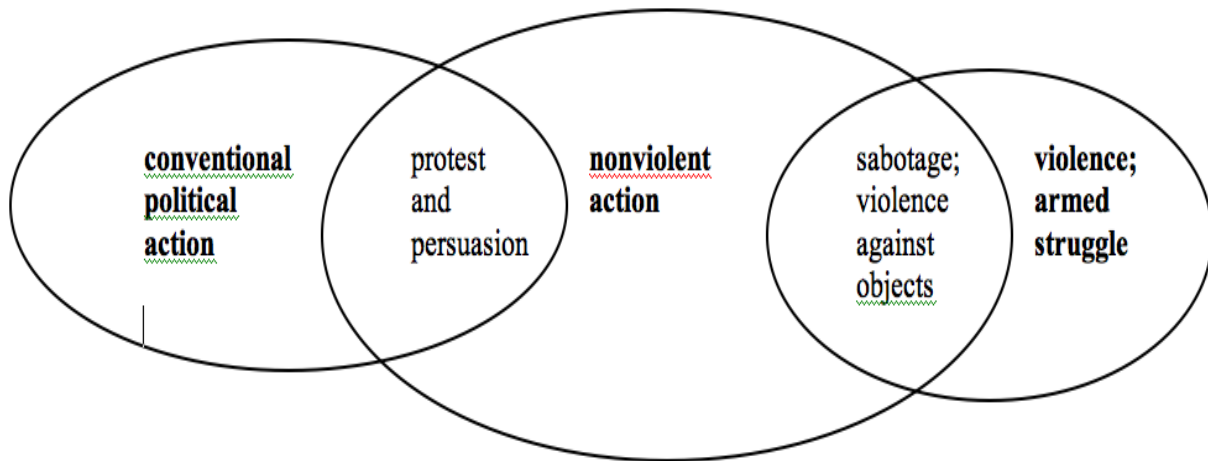 conventional
political
action
protest
and
persuasion
nonviolent
action
sabotage;
violence
against
objects
violence;
armed
struggle